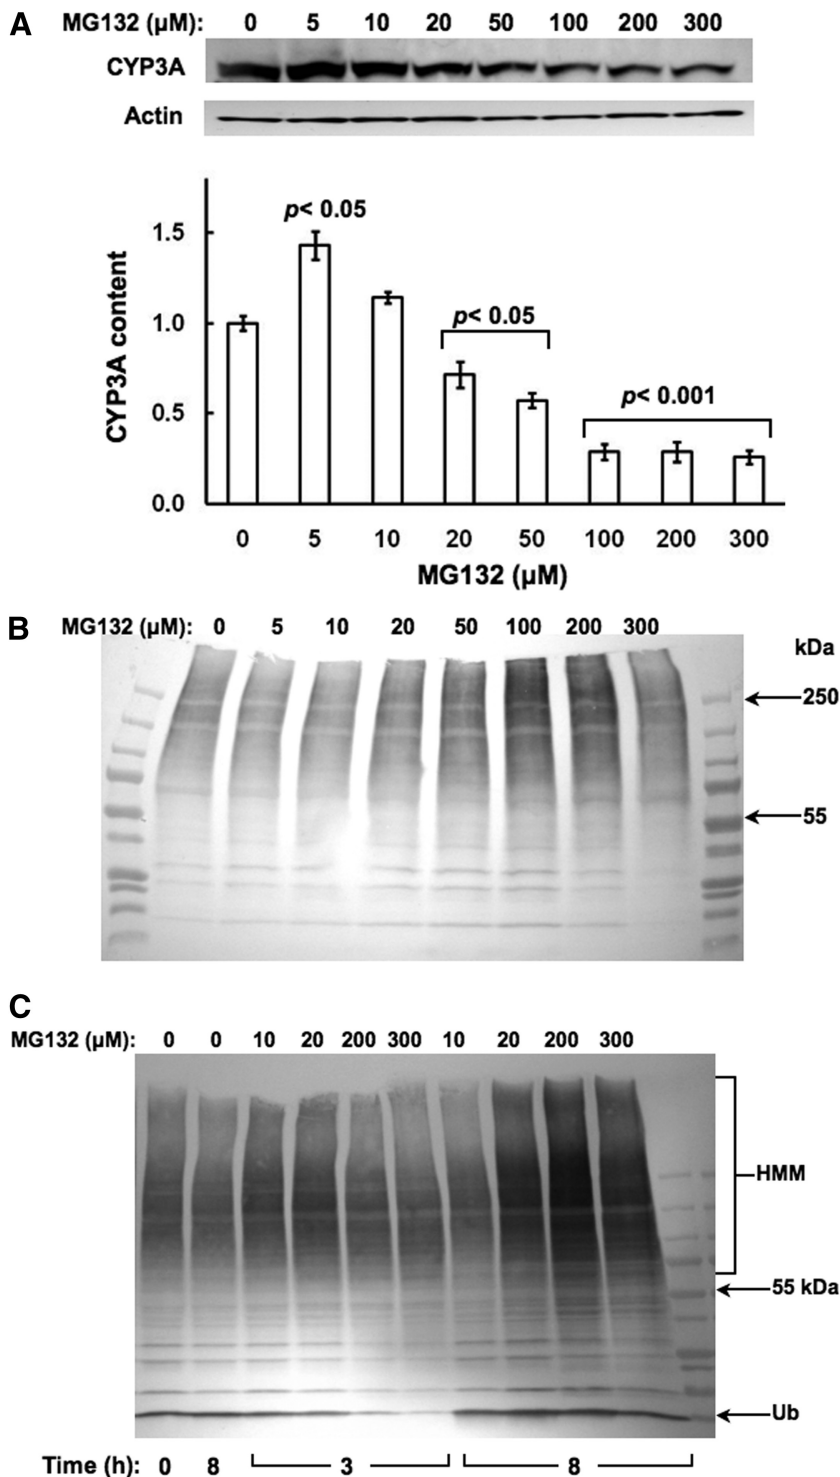 A
MG132 (µM): 0 5 10 20 50 100 200 300
CYP3A
Actin
p< 0.05
1.5
p< 0.05
1.0
p< 0.001
0.5
0.0
CYP3A content
0 5 10 20 50 100 200 300
MG132 (µM)
B
MG132 (µM): 0 5 10 20 50 100 200 300
kDa
250
55
C
MG132 (µM): 0 0 10 20 200 300 10 20 200 300
HMM
55 kDa
Ub
Time (h): 0 8 3 8